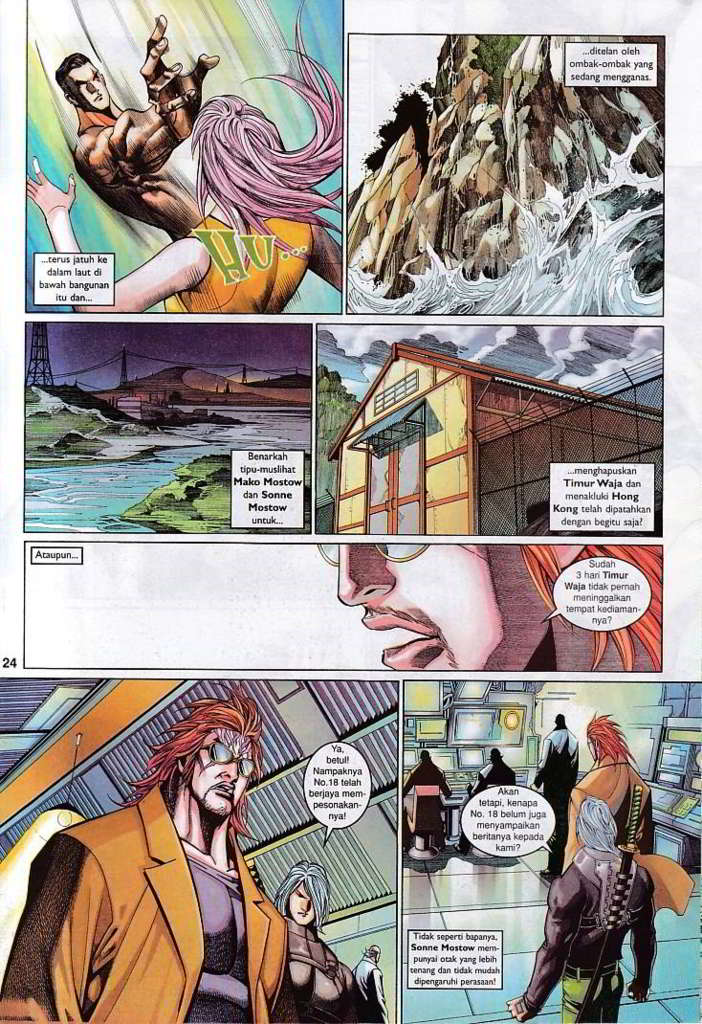 ...terus jatuh ke
dalam laut di
bawah bangunan
itu dan...
HU...
...ditelan oleh
ombak-ombak yang
sedang mengganas.
Benarkah
tipu-muslihat
Mako Mostow
dan Sonne
Mostow
untuk...
...menghapuskan
Timur Waja dan
menakluki Hong
Kong telah dipatahkan
dengan begitu saja?
Ataupun...
Sudah
3 hari Timur
Waja tidak pernah
meninggalkan
tempat kediaman-
nya?
24
Ya,
betul!
Nampaknya
No.18 telah
berjaya mem-
pesonakan-
nya!
Akan
tetapi, kenapa
No. 18 belum juga
menyampaikan
beritanya kepada
kami?
Tidak seperti bapanya,
Sonne Mostow mem-
punyai otak yang lebih
tenang dan tidak mudah
dipengaruhi perasaan!